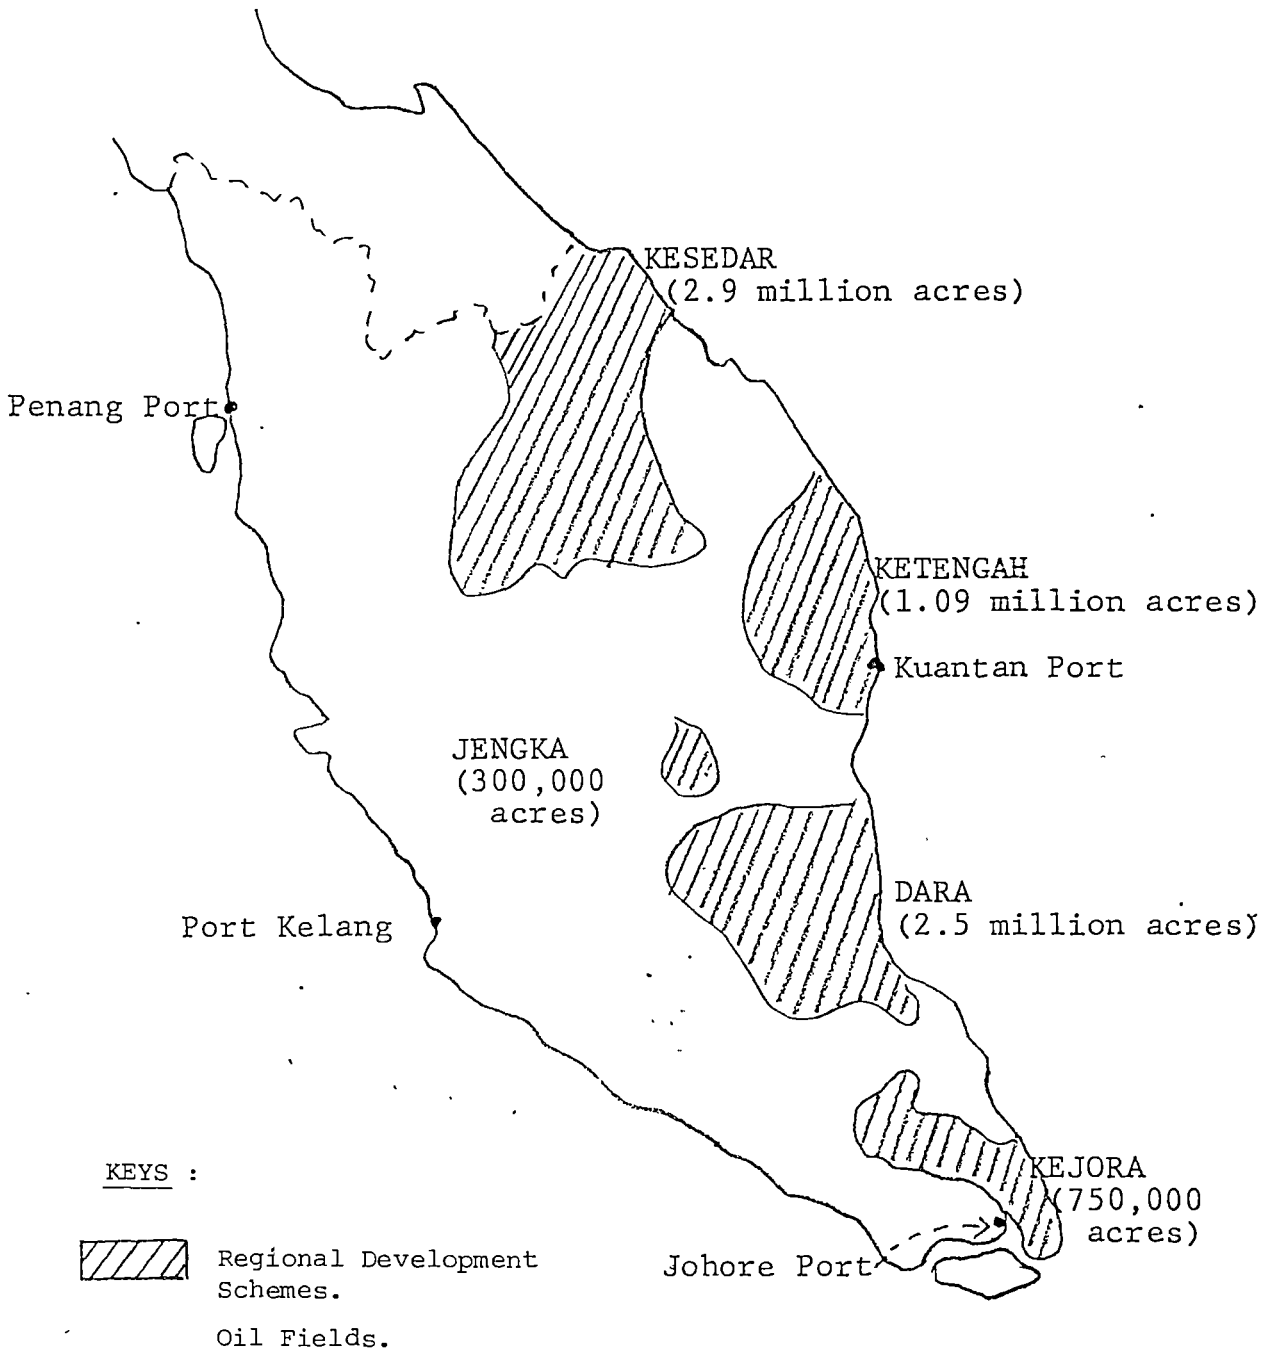 KESEDAR
(2.9 million acres)
Penang Port
KETENGAH
(1.09 million acres)
Kuantan Port
JENGKA
(300,000
acres)
DARA
(2.5 million acres)
Port Kelang
KEJORA
(750,000
acres)
Johore Port
KEYS :
Regional Development
Schemes.
Oil Fields.